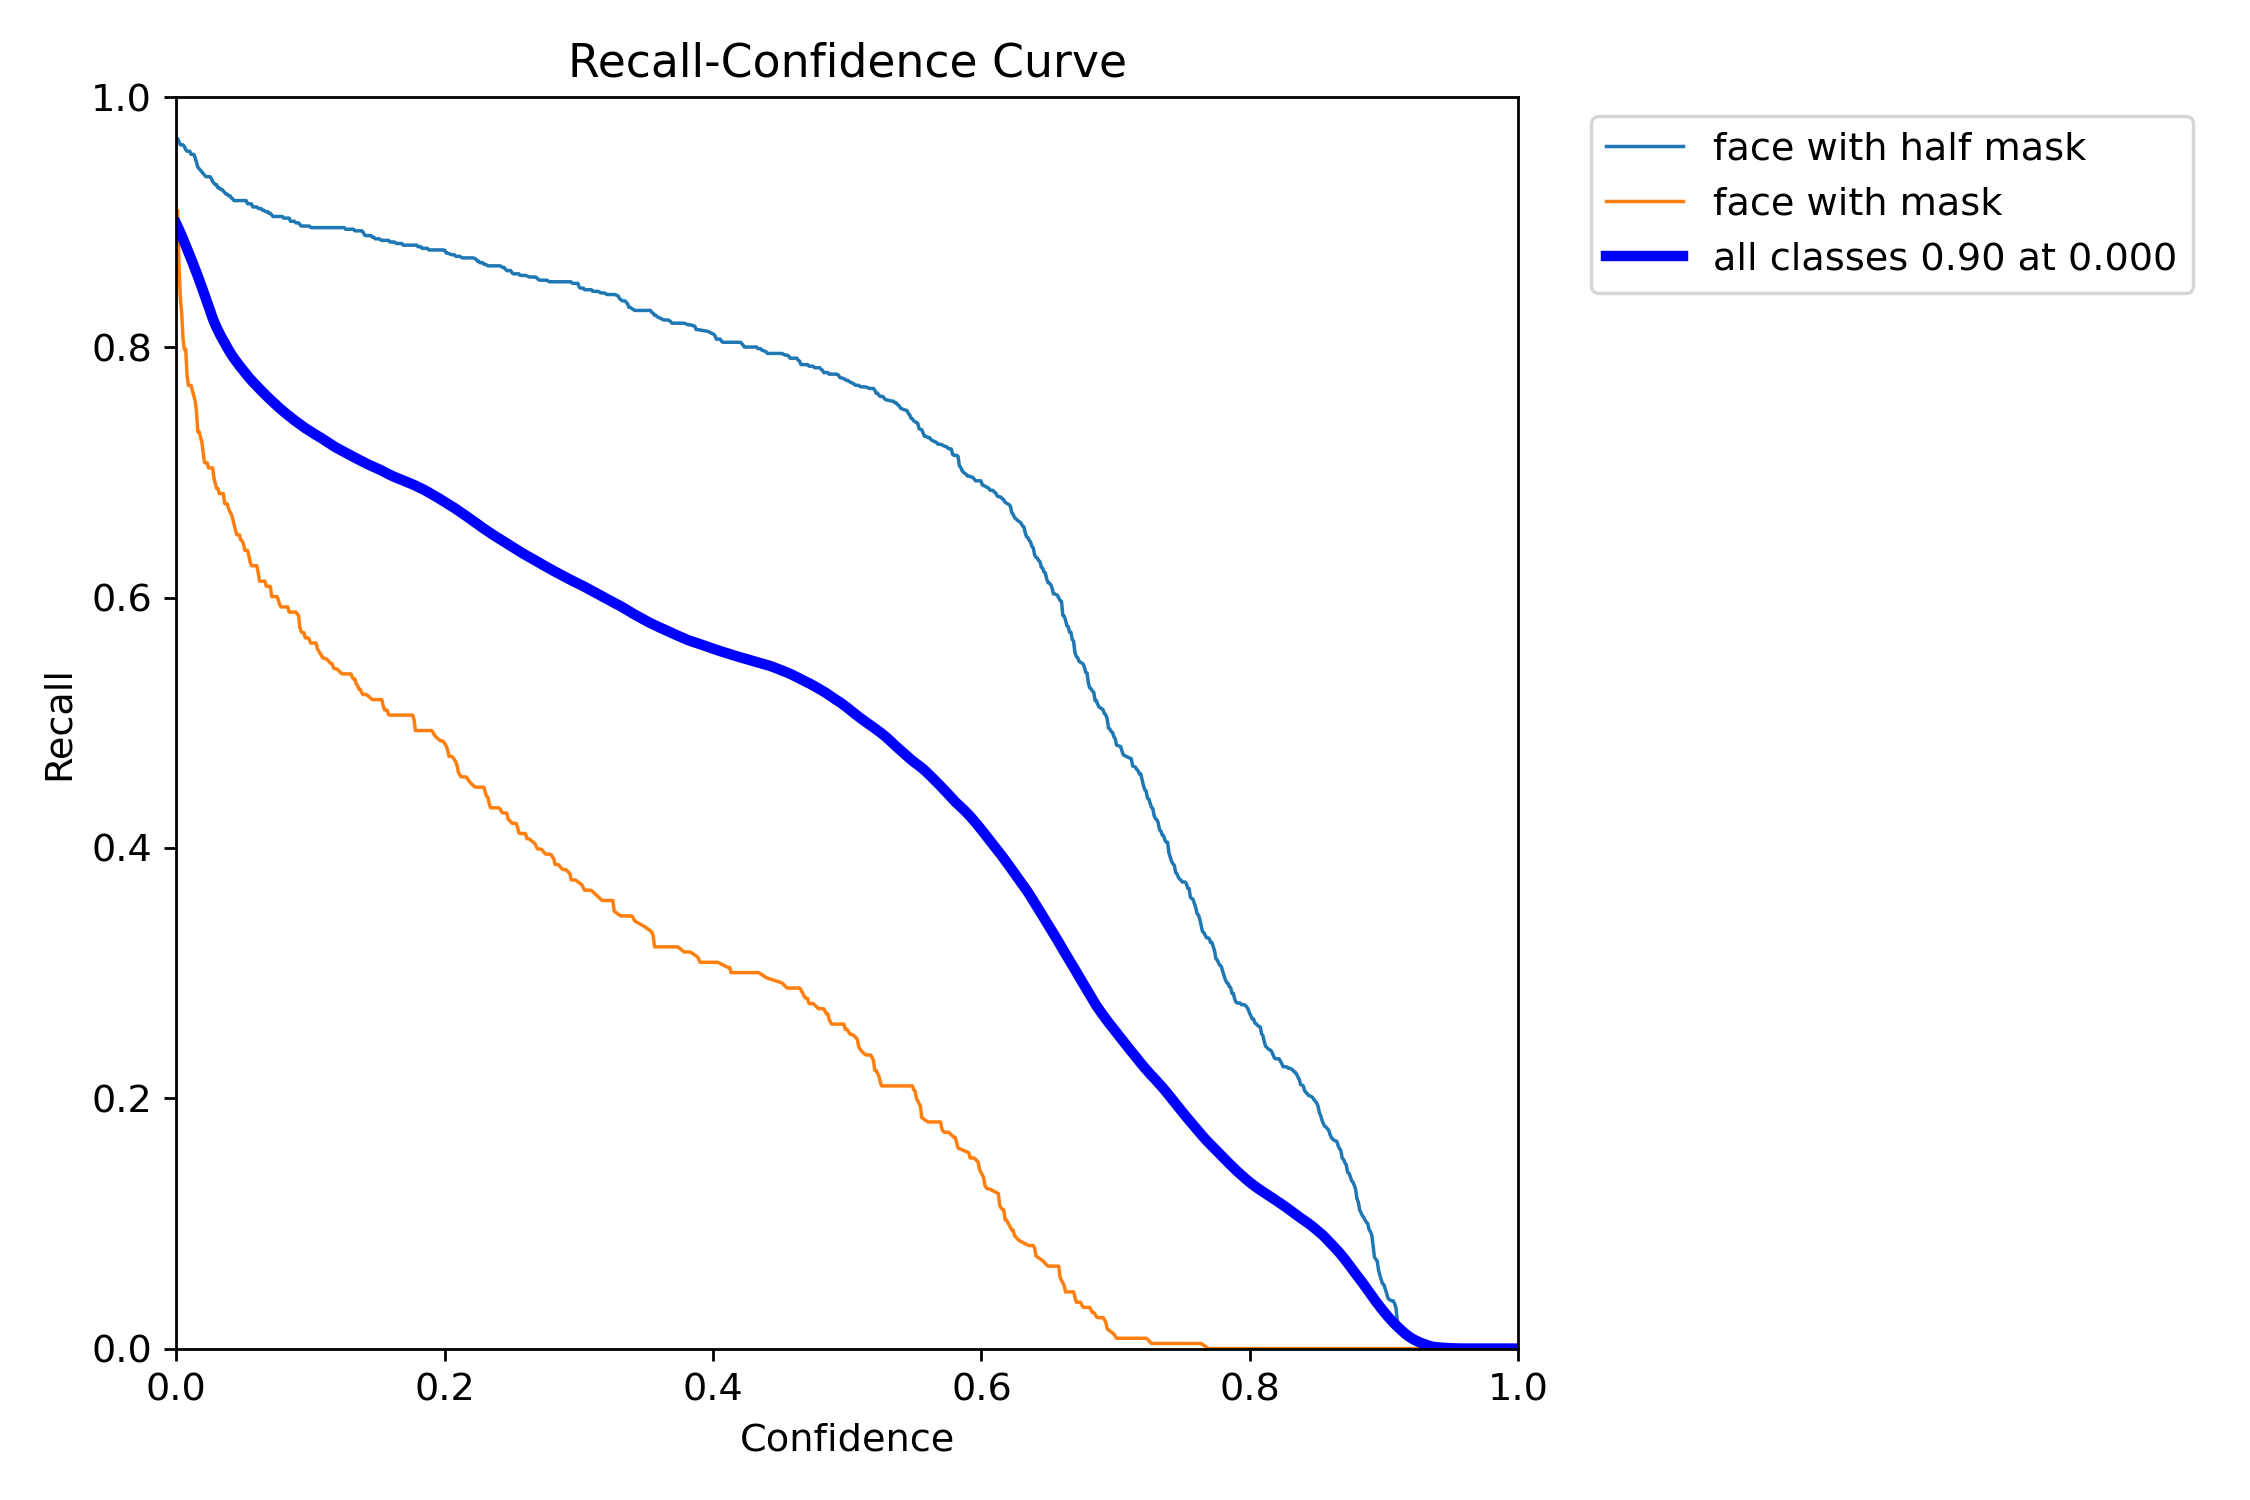 Recall-Confidence Curve
1.0
0.8
0.6
0.4
0.2
0.0
Recall
0.0 0.2 0.4 0.6 0.8 1.0
Confidence
face with half mask
face with mask
all classes 0.90 at 0.000